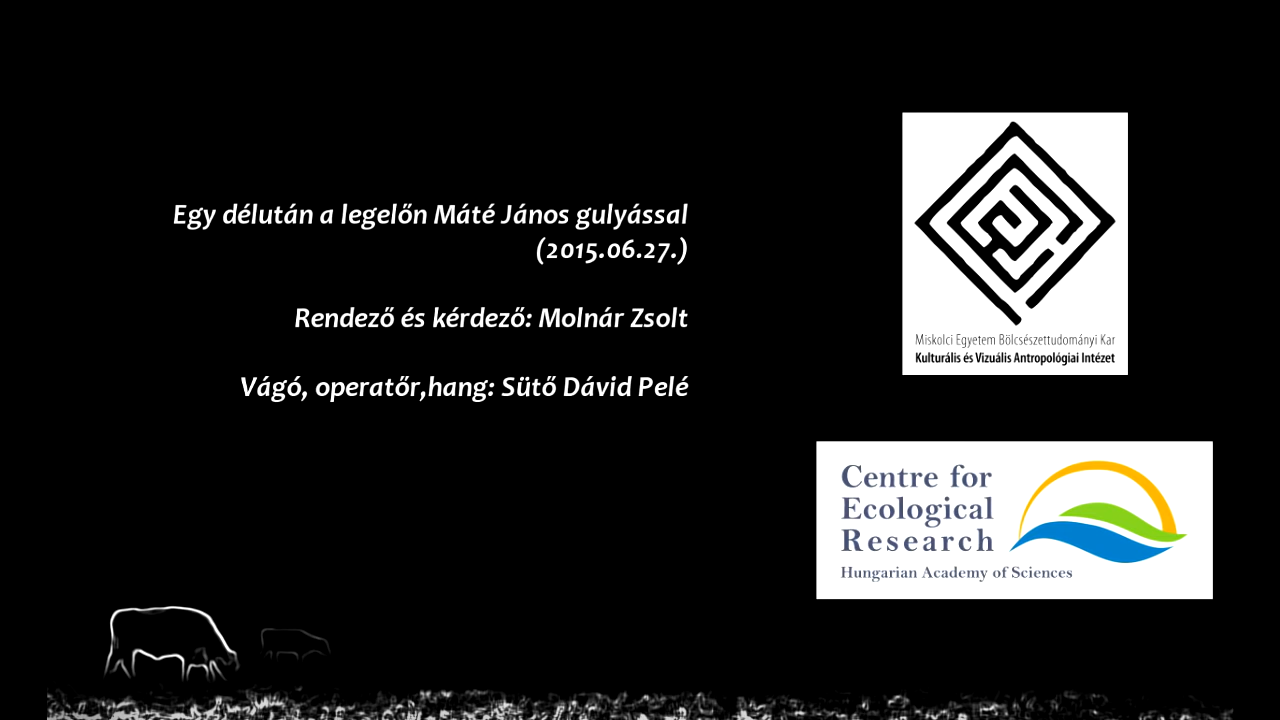 Egy délután a legelőn Máté János gulyással
(2015.06.27.)
Rendező és kérdező: Molnár Zsolt
Vágó, operatőr,hang: Sütő Dávid Pelé
Miskolci Egyetem Bölcsészettudományi Kar
Kulturális és Vizuális Antropológiai Intézet
Centre for
Ecological
Research
Hungarian Academy of Sciences